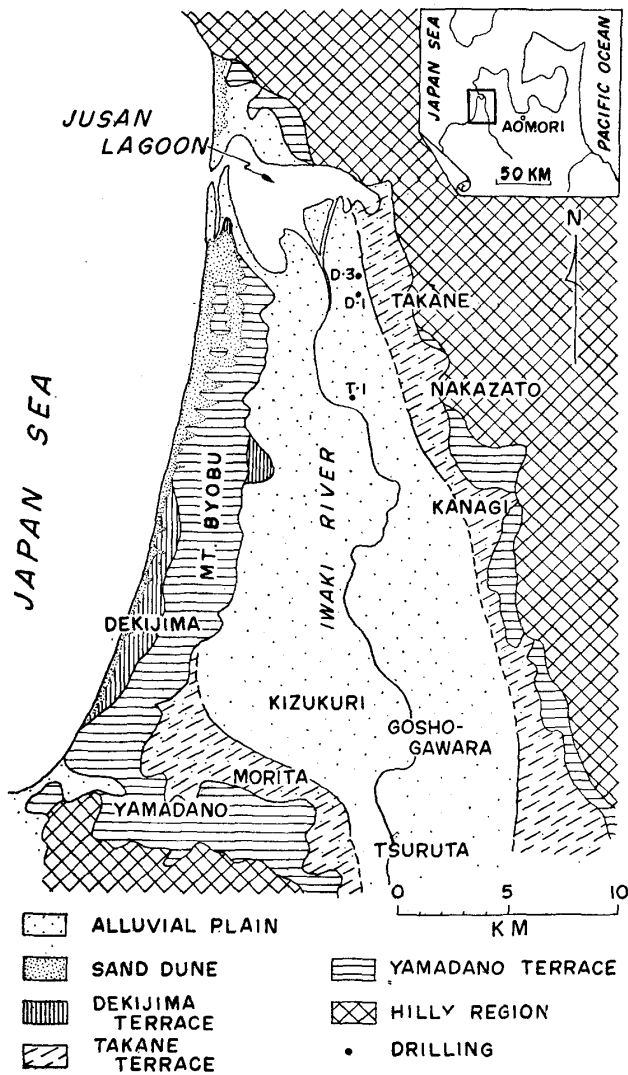 JAPAN SEA
PACIFIC OCEAN
AOMORI
50 KM
N
JUSAN
LAGOON
D·3
D·1
TAKANE
T·1
NAKAZATO
JAPAN SEA
MT. BYOBU
IWAKI RIVER
KANAGI
DEKIJIMA
KIZUKURI
GOSHO-
GAWARA
MORITA
YAMADANO
TSURUTA
0 5 10
KM
ALLUVIAL PLAIN
SAND DUNE
DEKIJIMA
TERRACE
TAKANE
TERRACE
YAMADANO TERRACE
HILLY REGION
DRILLING